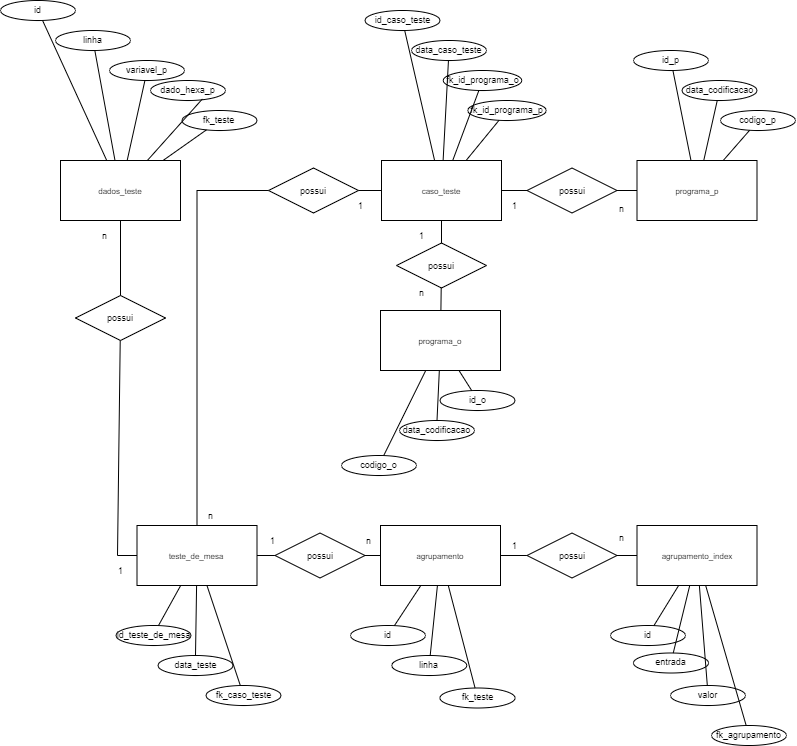 id
id_caso_teste
linha
data_caso_teste
id_p
variavel_p
fk_id_programa_o
dado_hexa_p
data_codificacao
fk_id_programa_p
fk_teste
codigo_p
dados_teste
possui
caso_teste
possui
programa_p
1
1
n
n
1
possui
n
possui
programa_o
id_o
data_codificacao
codigo_o
n
1
n
1
n
teste_de_mesa
possui
agrupamento
possui
agrupamento_index
1
id_teste_de_mesa
id
id
data_teste
linha
entrada
fk_caso_teste
fk_teste
valor
fk_agrupamento